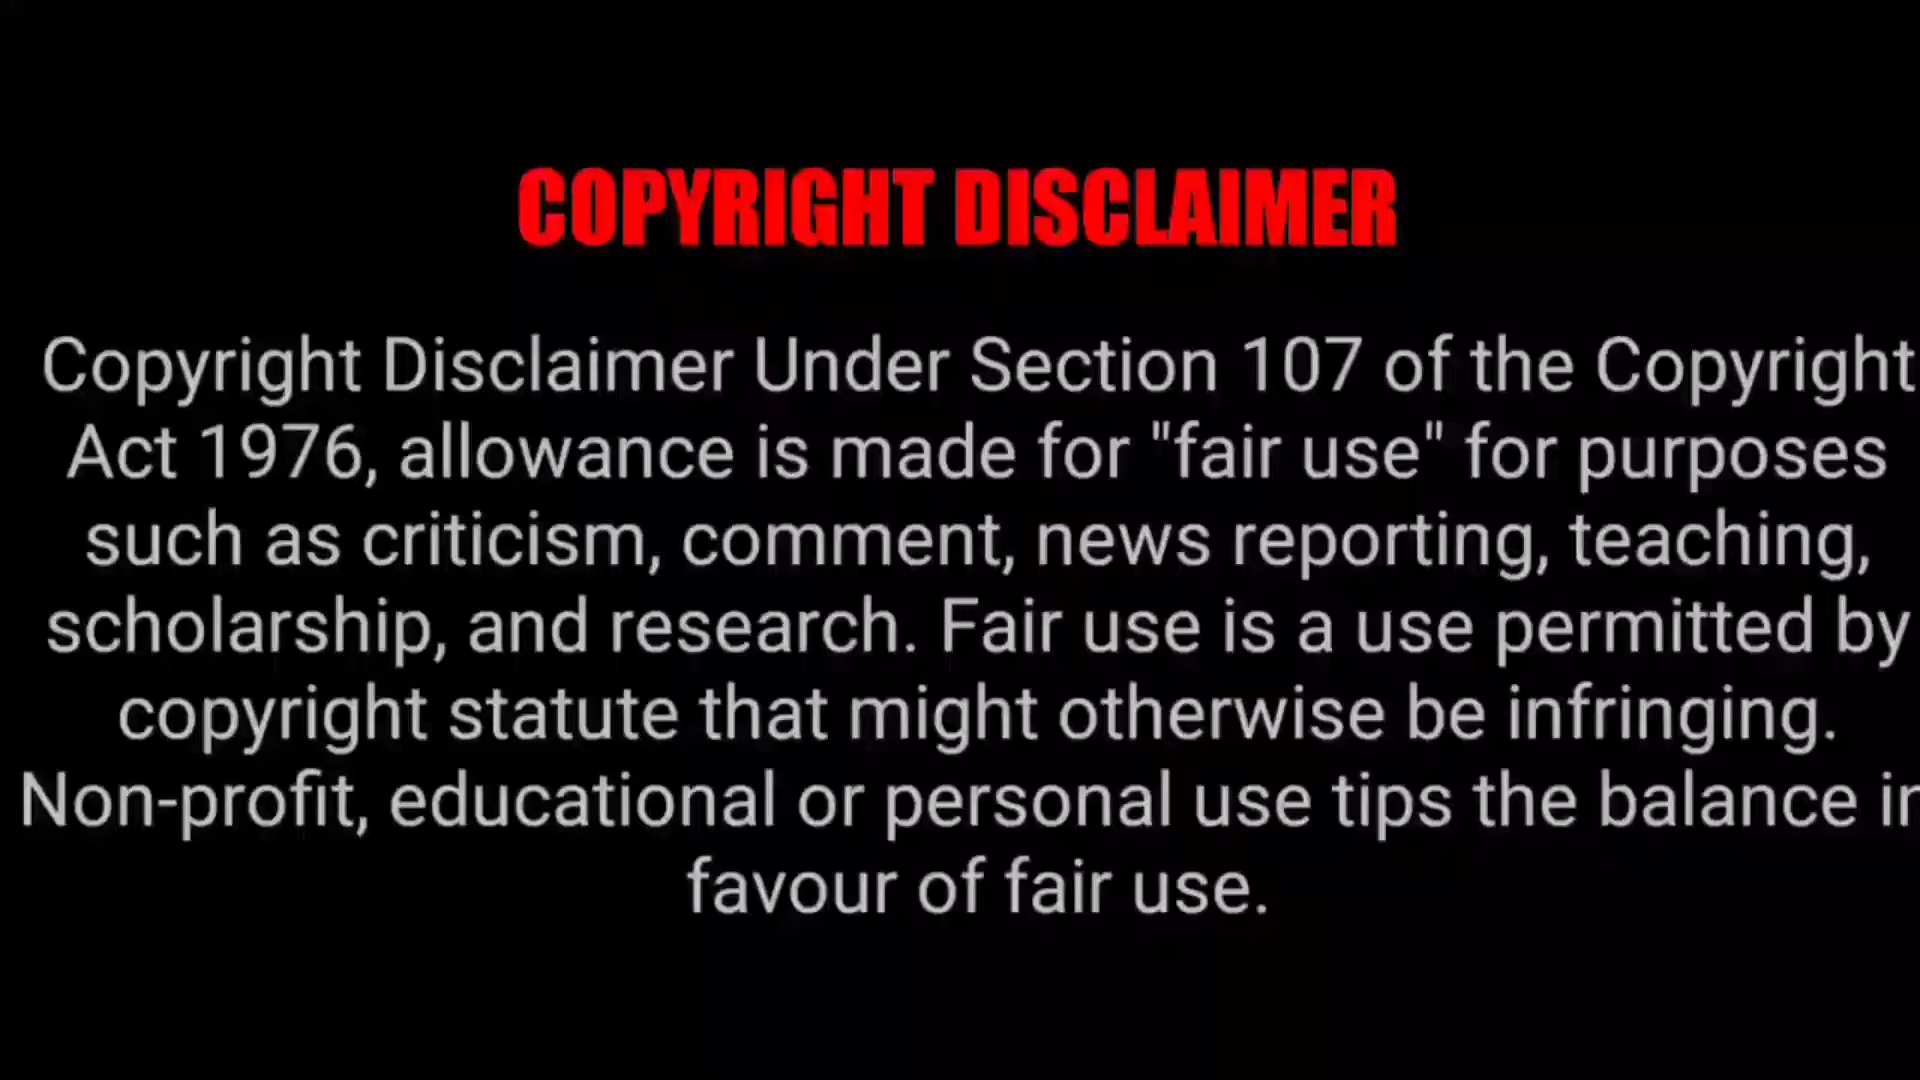 COPYRIGHT DISCLAIMER
Copyright Disclaimer Under Section 107 of the Copyright
Act 1976, allowance is made for "fair use" for purposes
such as criticism, comment, news reporting, teaching,
scholarship, and research. Fair use is a use permitted by
copyright statute that might otherwise be infringing.
Non-profit, educational or personal use tips the balance in
favour of fair use.